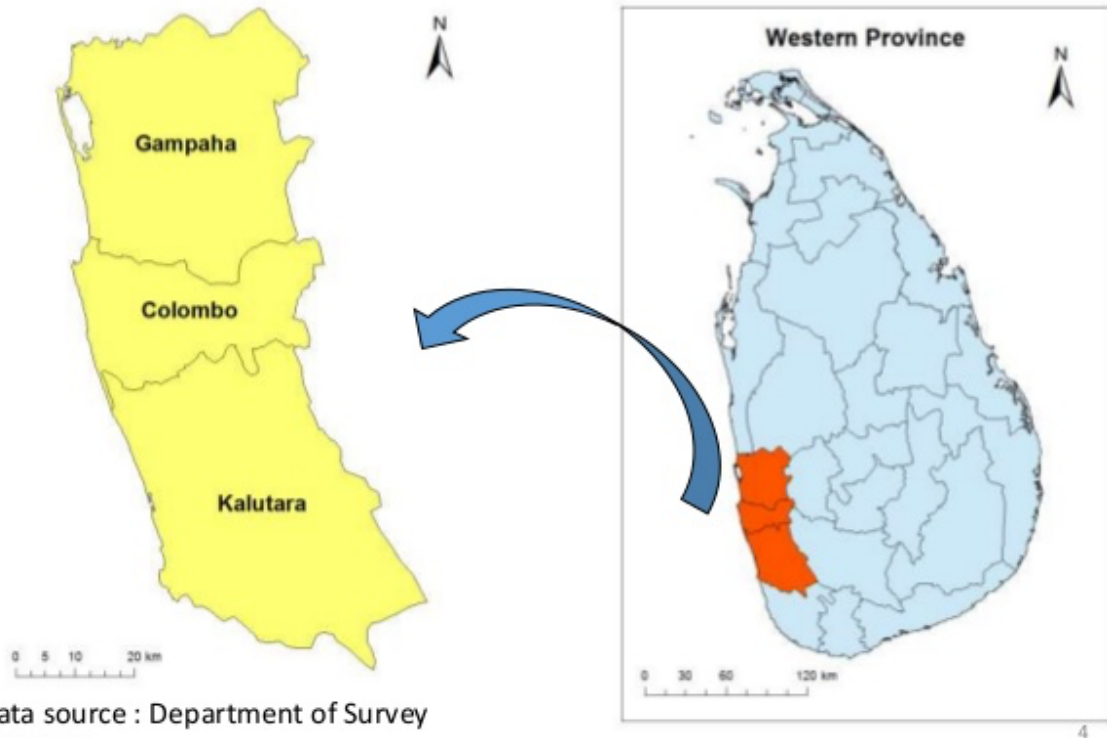 N
Gampaha
Colombo
Kalutara
0 5 10 20 km
ata source : Department of Survey
Western Province
N
0 30 60 120 km
4